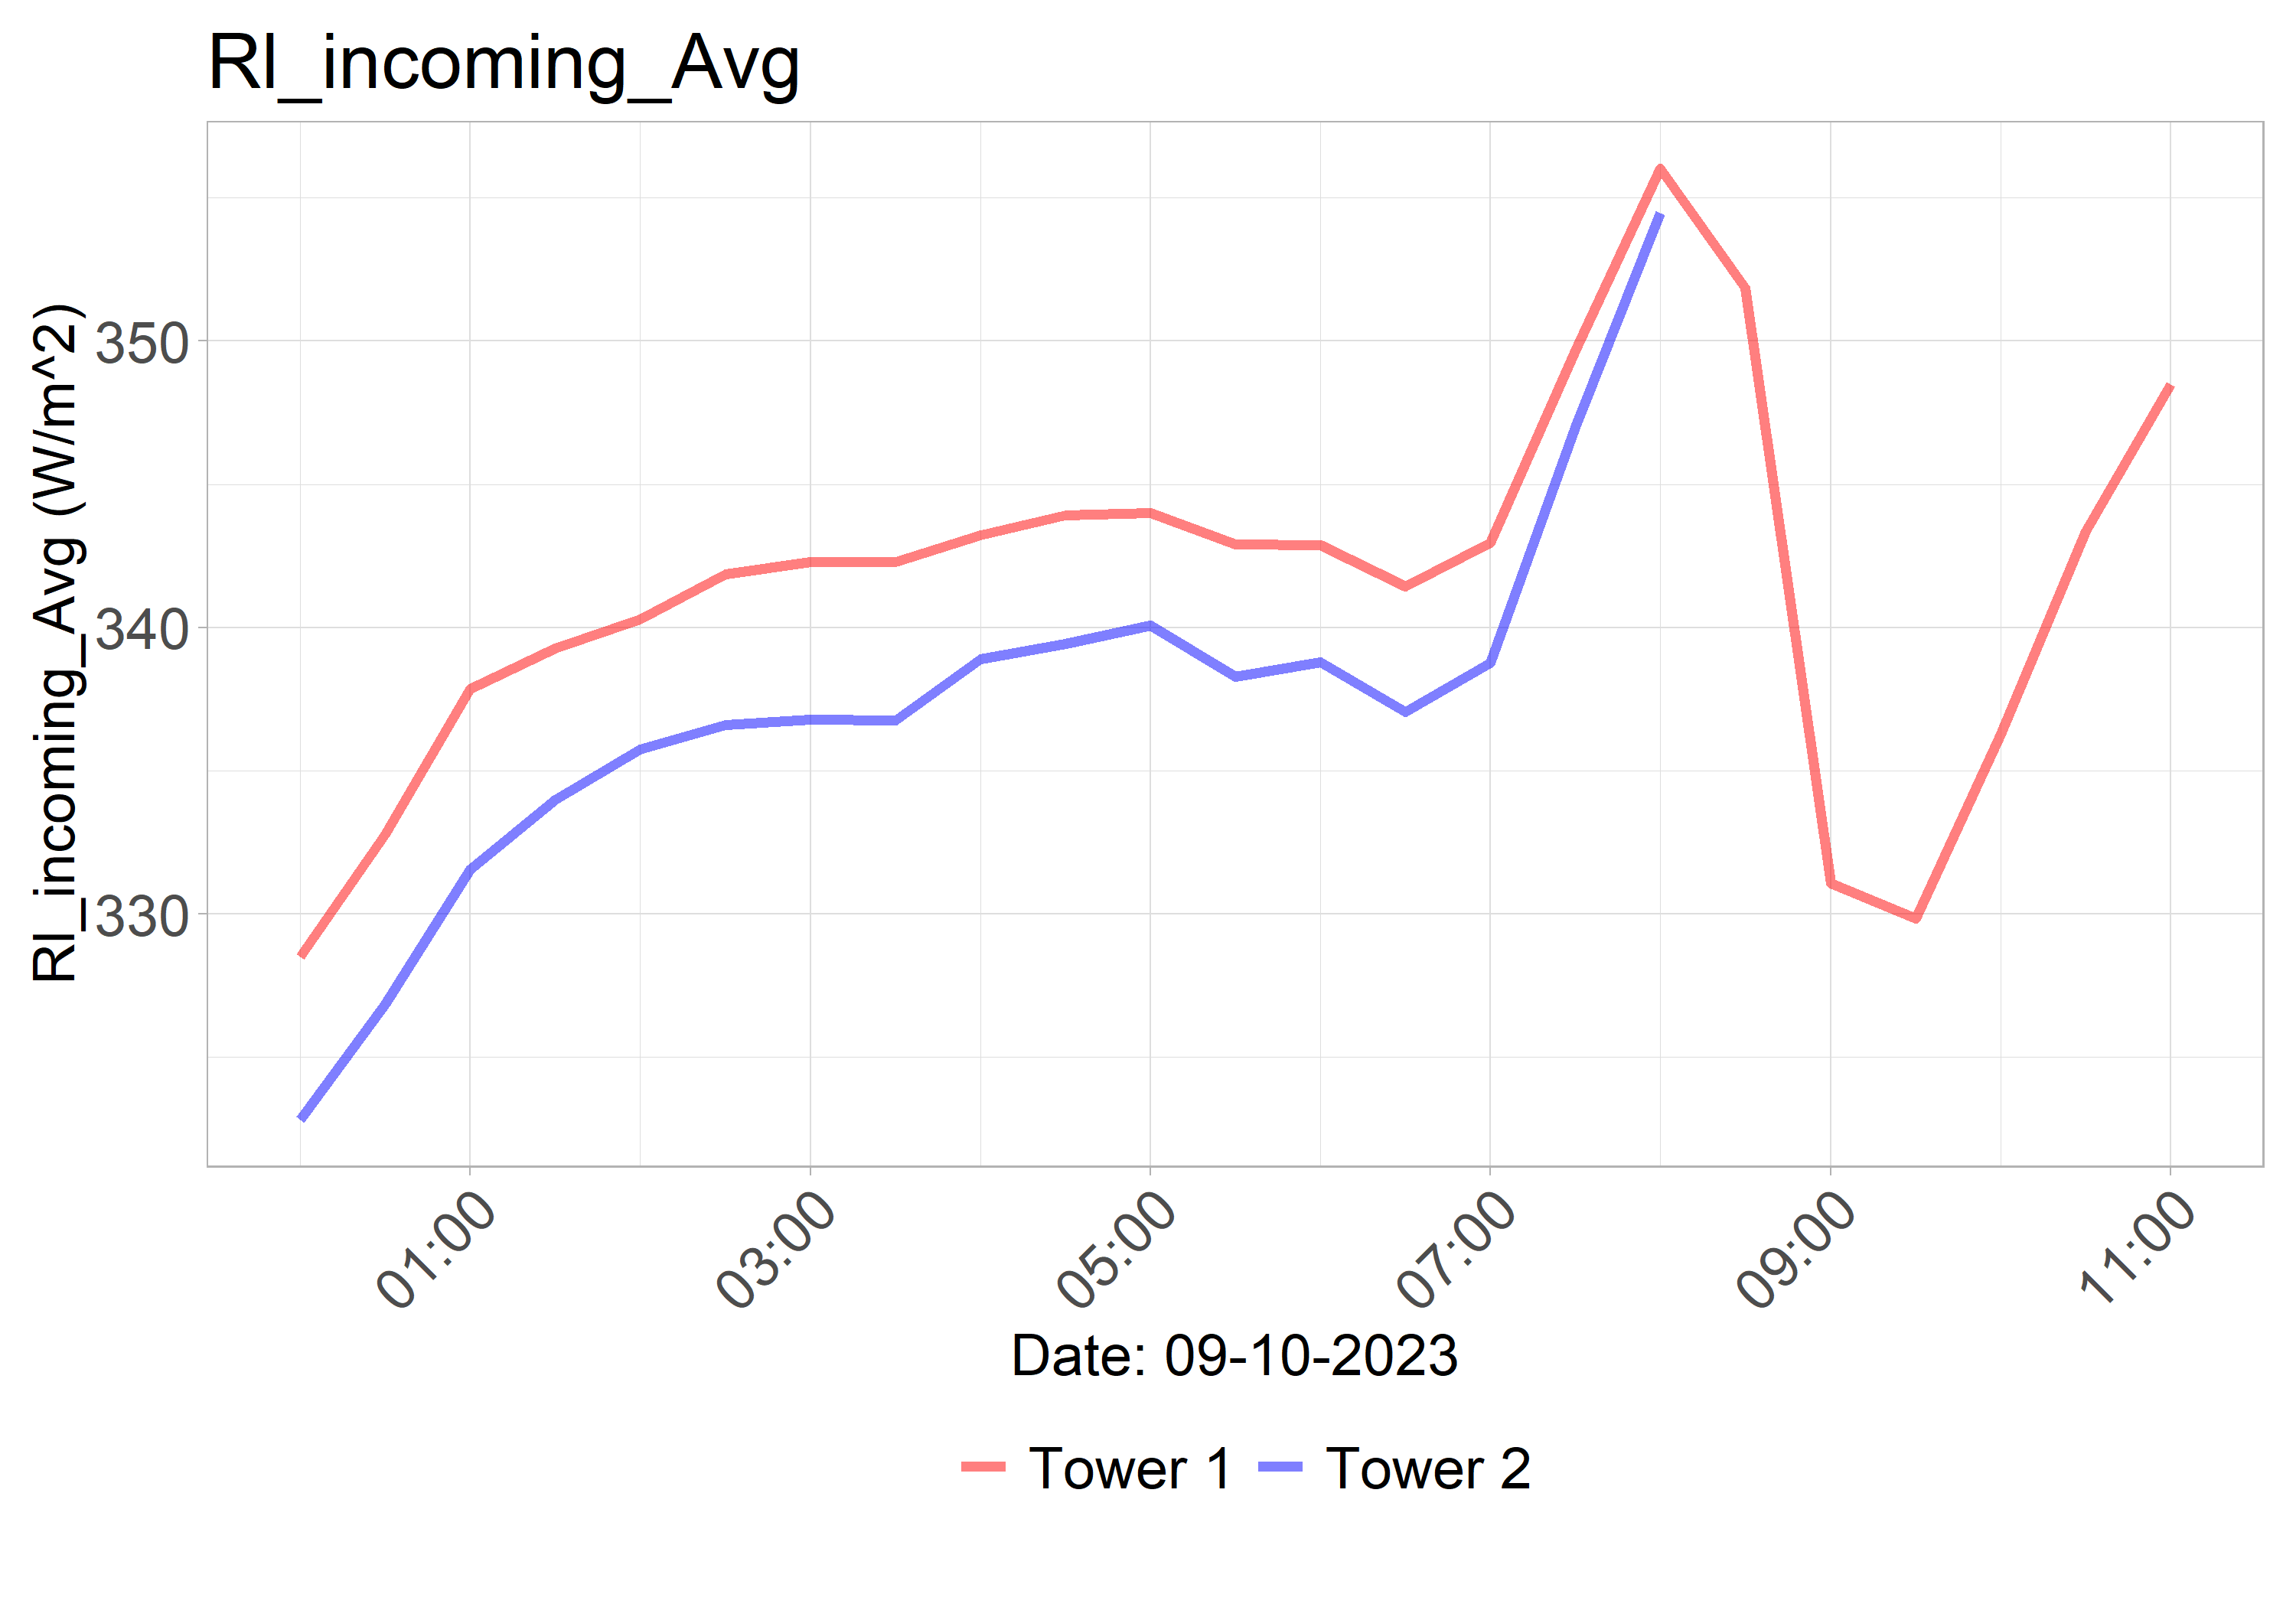 Rl_incoming_Avg
Rl_incoming_Avg (W/m^2)
350
340
330
01:00
03:00
05:00
07:00
09:00
11:00
Date: 09-10-2023
Tower 1
Tower 2